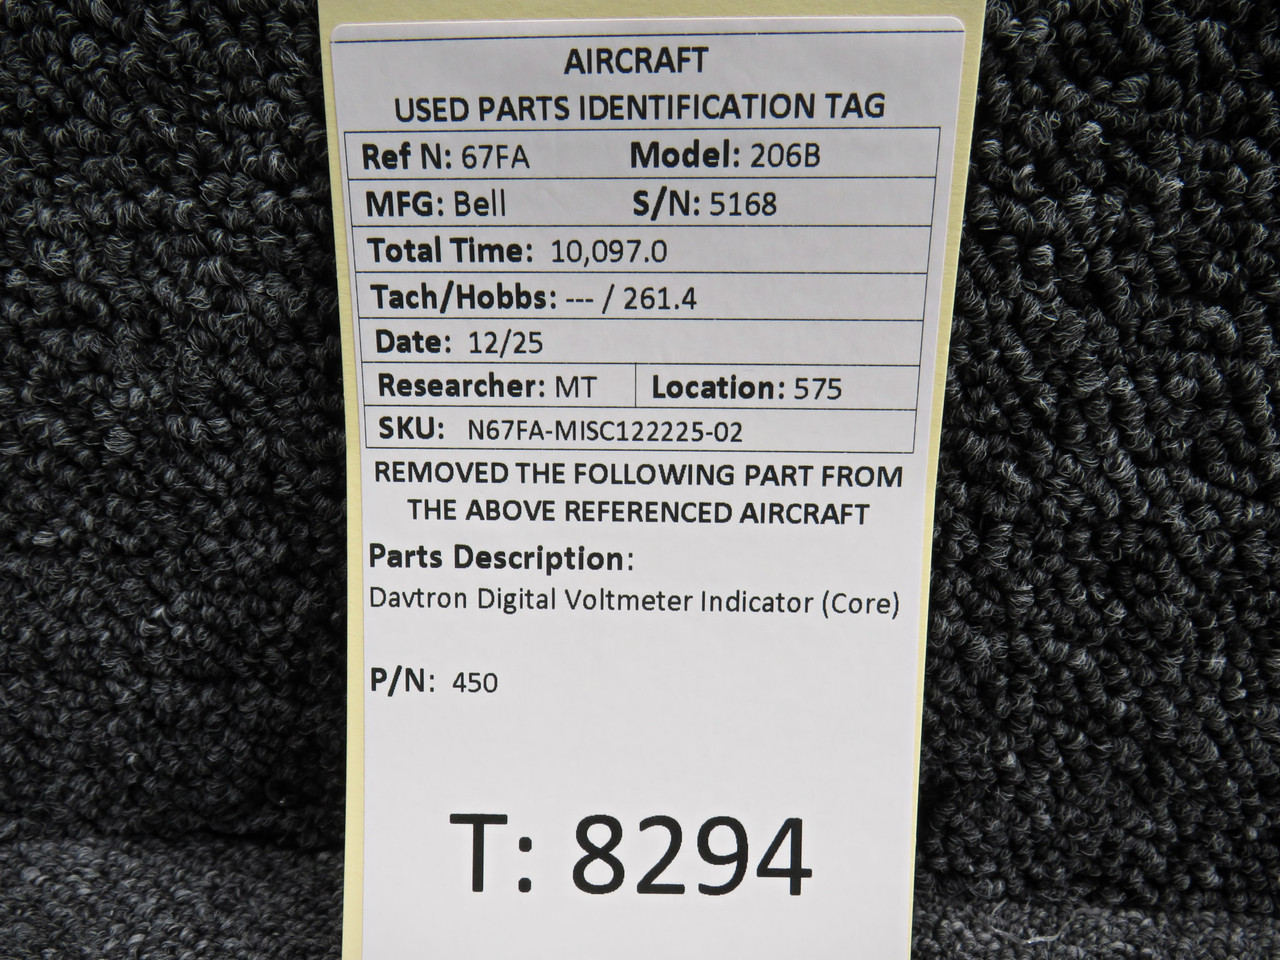 AIRCRAFT
USED PARTS IDENTIFICATION TAG
Ref N: 67FA Model: 206B
MFG: Bell S/N: 5168
Total Time: 10,097.0
Tach/Hobbs: --- / 261.4
Date: 12/25
Researcher: MT Location: 575
SKU: N67FA-MISC122225-02
REMOVED THE FOLLOWING PART FROM
THE ABOVE REFERENCED AIRCRAFT
Parts Description:
Davtron Digital Voltmeter Indicator (Core)
P/N: 450
T: 8294